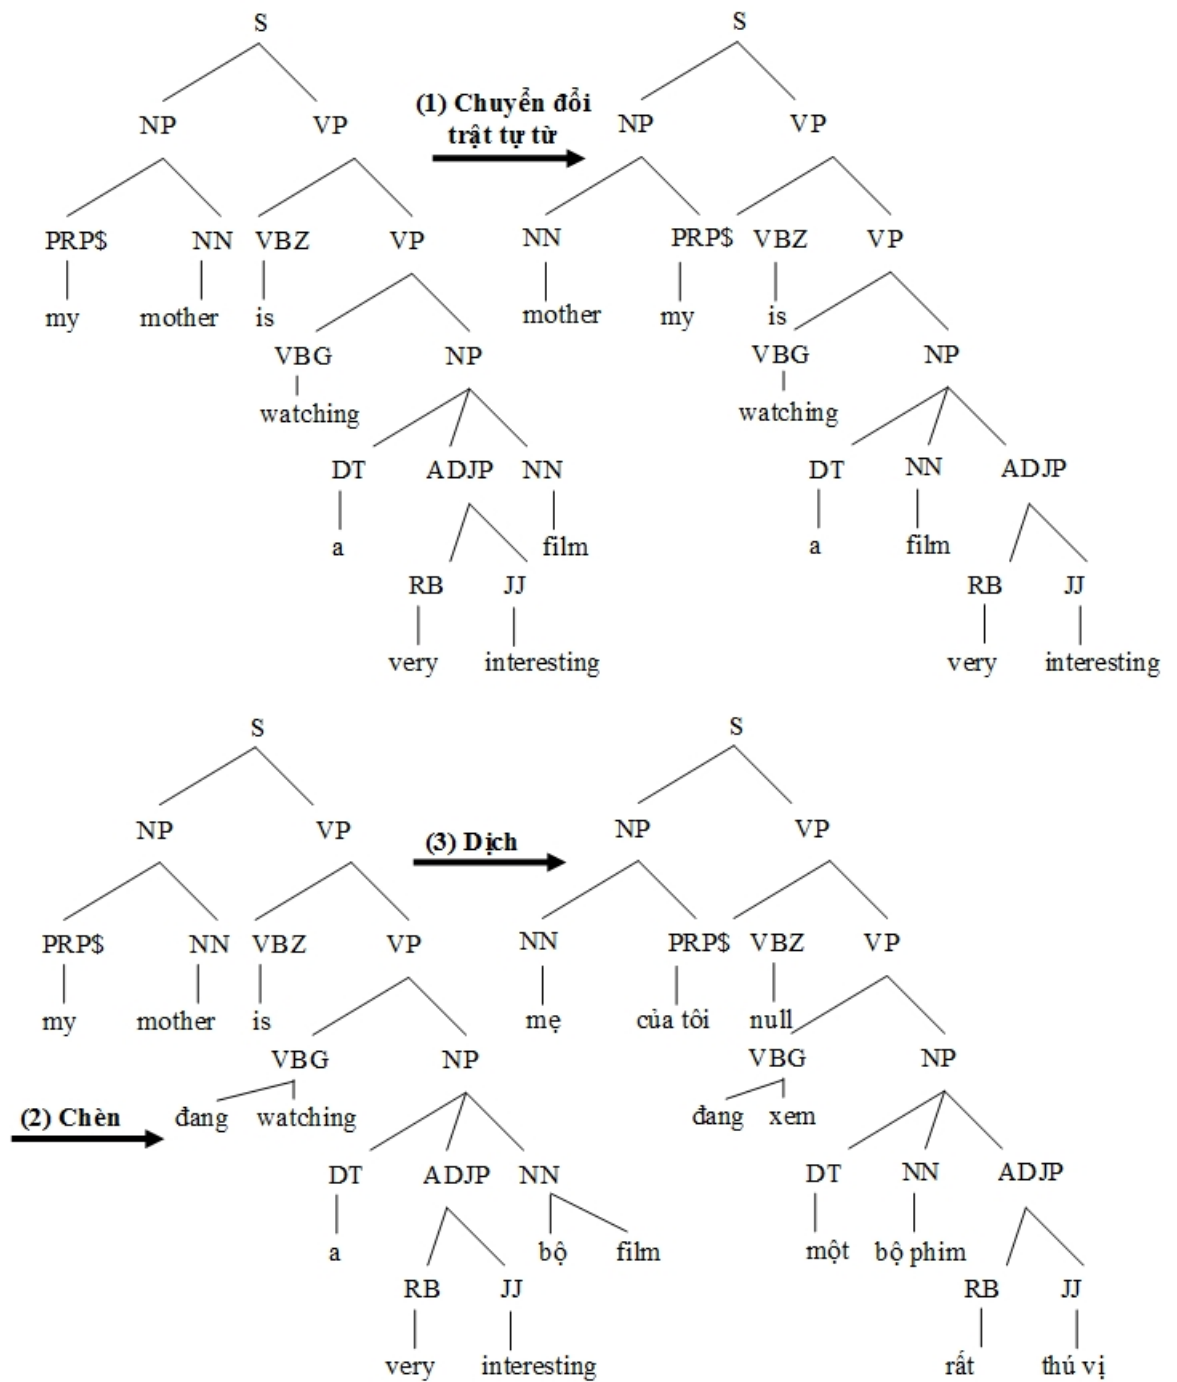 S S
(1) Chuyển đổi
trật tự từ
NP VP NP VP
PRP$ NN VBZ VP NN PRP$ VBZ VP
my mother is mother my is
VBG NP VBG NP
watching watching
DT ADJP NN DT NN ADJP
a film a film
RB JJ RB JJ
very interesting very interesting
S S
NP VP (3) Dịch NP VP
PRP$ NN VBZ VP NN PRP$ VBZ VP
my mother is mẹ của tôi null
VBG NP VBG NP
(2) Chèn đang watching đang xem
DT ADJP NN DT NN ADJP
a bộ film một bộ phim
RB JJ RB JJ
very interesting rất thú vị